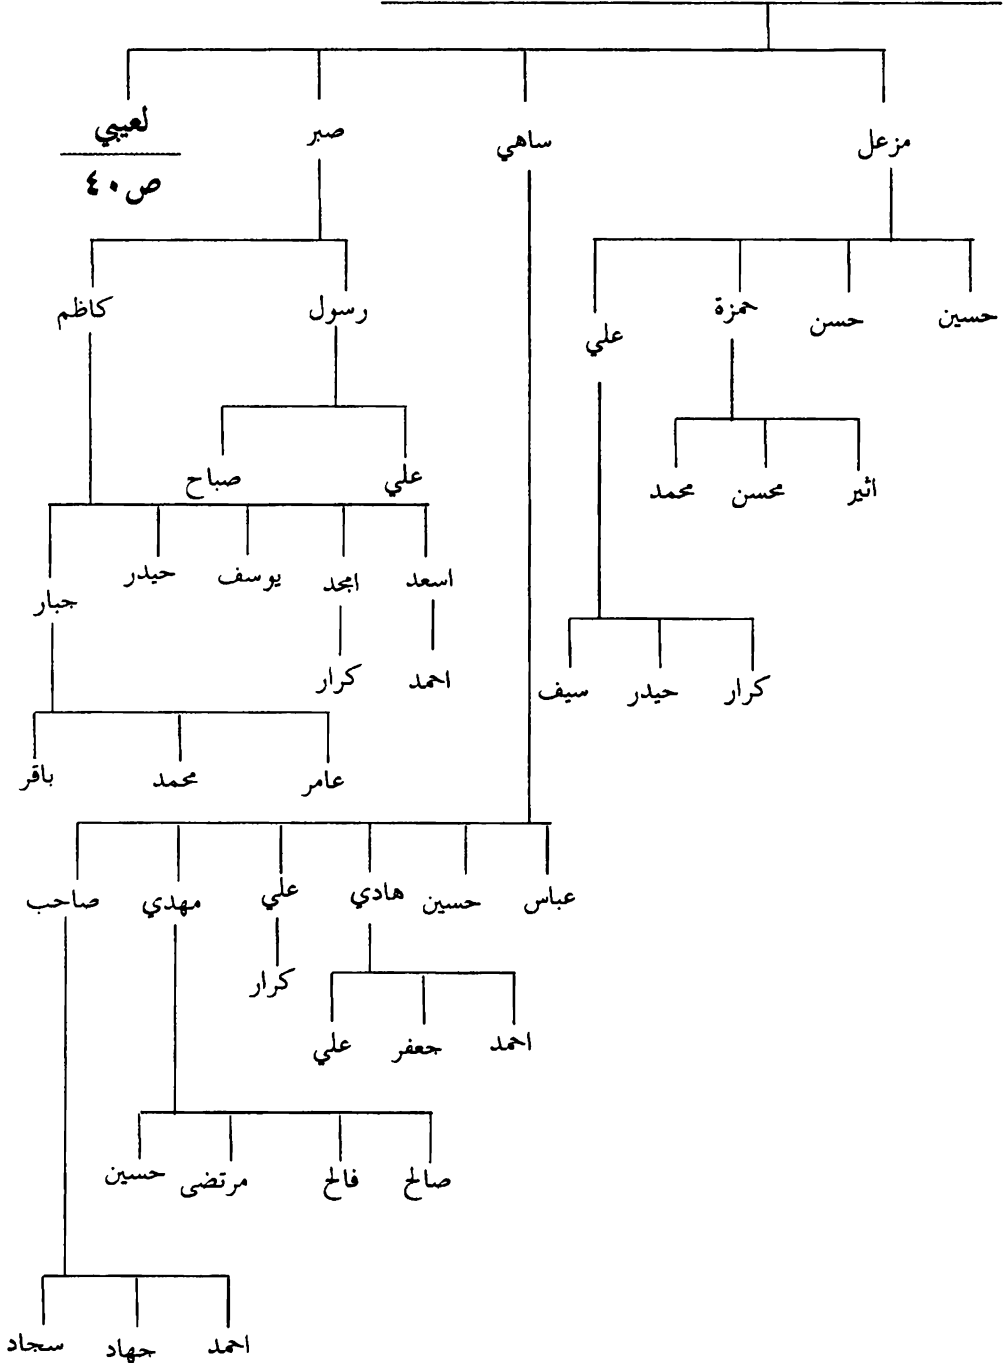 مزعل
ساهي
صبر
لعيبي
ص٤٠
حسين
حسن
حمزة
علي
رسول
كاظم
اثير
محسن
محمد
علي
صباح
اسعد
امجد
يوسف
حيدر
جبار
كرار
حيدر
سيف
احمد
كرار
عامر
محمد
باقر
عباس
حسين
هادي
علي
مهدي
صاحب
كرار
احمد
جعفر
علي
صالح
فالح
مرتضى
حسين
احمد
جهاد
سجاد